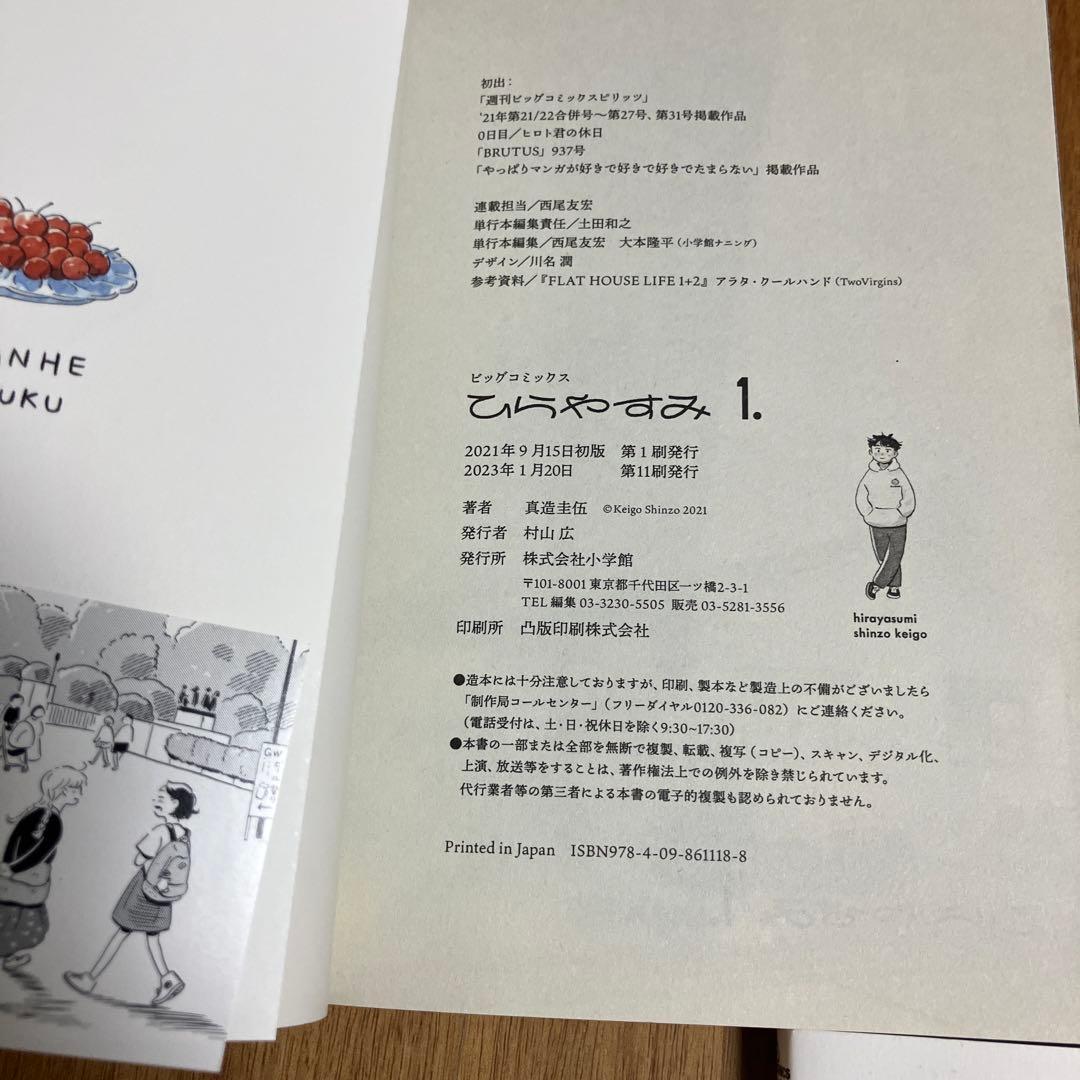 初出：
「週刊ビッグコミックスピリッツ」
'21年第21/22合併号～第27号、第31号掲載作品
0日目／ヒロト君の休日
「BRUTUS」937号
「やっぱりマンガが好きで好きで好きでたまらない」掲載作品
連載担当／西尾友宏
単行本編集責任／土田和之
単行本編集／西尾友宏　大本隆平（小学館ナニング）
デザイン／川名 潤
参考資料／『FLAT HOUSE LIFE 1+2』アラタ・クールハンド（TwoVirgins）
ビッグコミックス
ひらやすみ 1.
2021年9月15日初版　第1刷発行
2023年1月20日　第11刷発行
著者　真造圭伍　©Keigo Shinzo 2021
発行者　村山 広
発行所　株式会社小学館
〒101-8001 東京都千代田区一ツ橋2-3-1
TEL 編集 03-3230-5505 販売 03-5281-3556
印刷所　凸版印刷株式会社
hirayasumi
shinzo keigo
●造本には十分注意しておりますが、印刷、製本など製造上の不備がございましたら
「制作局コールセンター」（フリーダイヤル0120-336-082）にご連絡ください。
（電話受付は、土・日・祝休日を除く9:30~17:30）
●本書の一部または全部を無断で複製、転載、複写（コピー）、スキャン、デジタル化、
上演、放送等をすることは、著作権法上での例外を除き禁じられています。
代行業者等の第三者による本書の電子的複製も認められておりません。
Printed in Japan　ISBN978-4-09-861118-8
NHE
UKU
GW